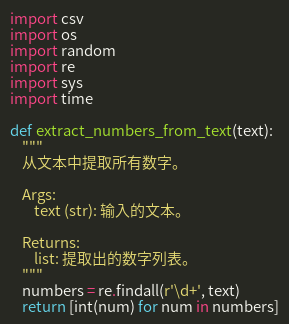 import csv
import os
import random
import re
import sys
import time

def extract_numbers_from_text(text):
    """
    从文本中提取所有数字。

    Args:
        text (str): 输入的文本。

    Returns:
        list: 提取出的数字列表。
    """
    numbers = re.findall(r'\d+', text)
    return [int(num) for num in numbers]